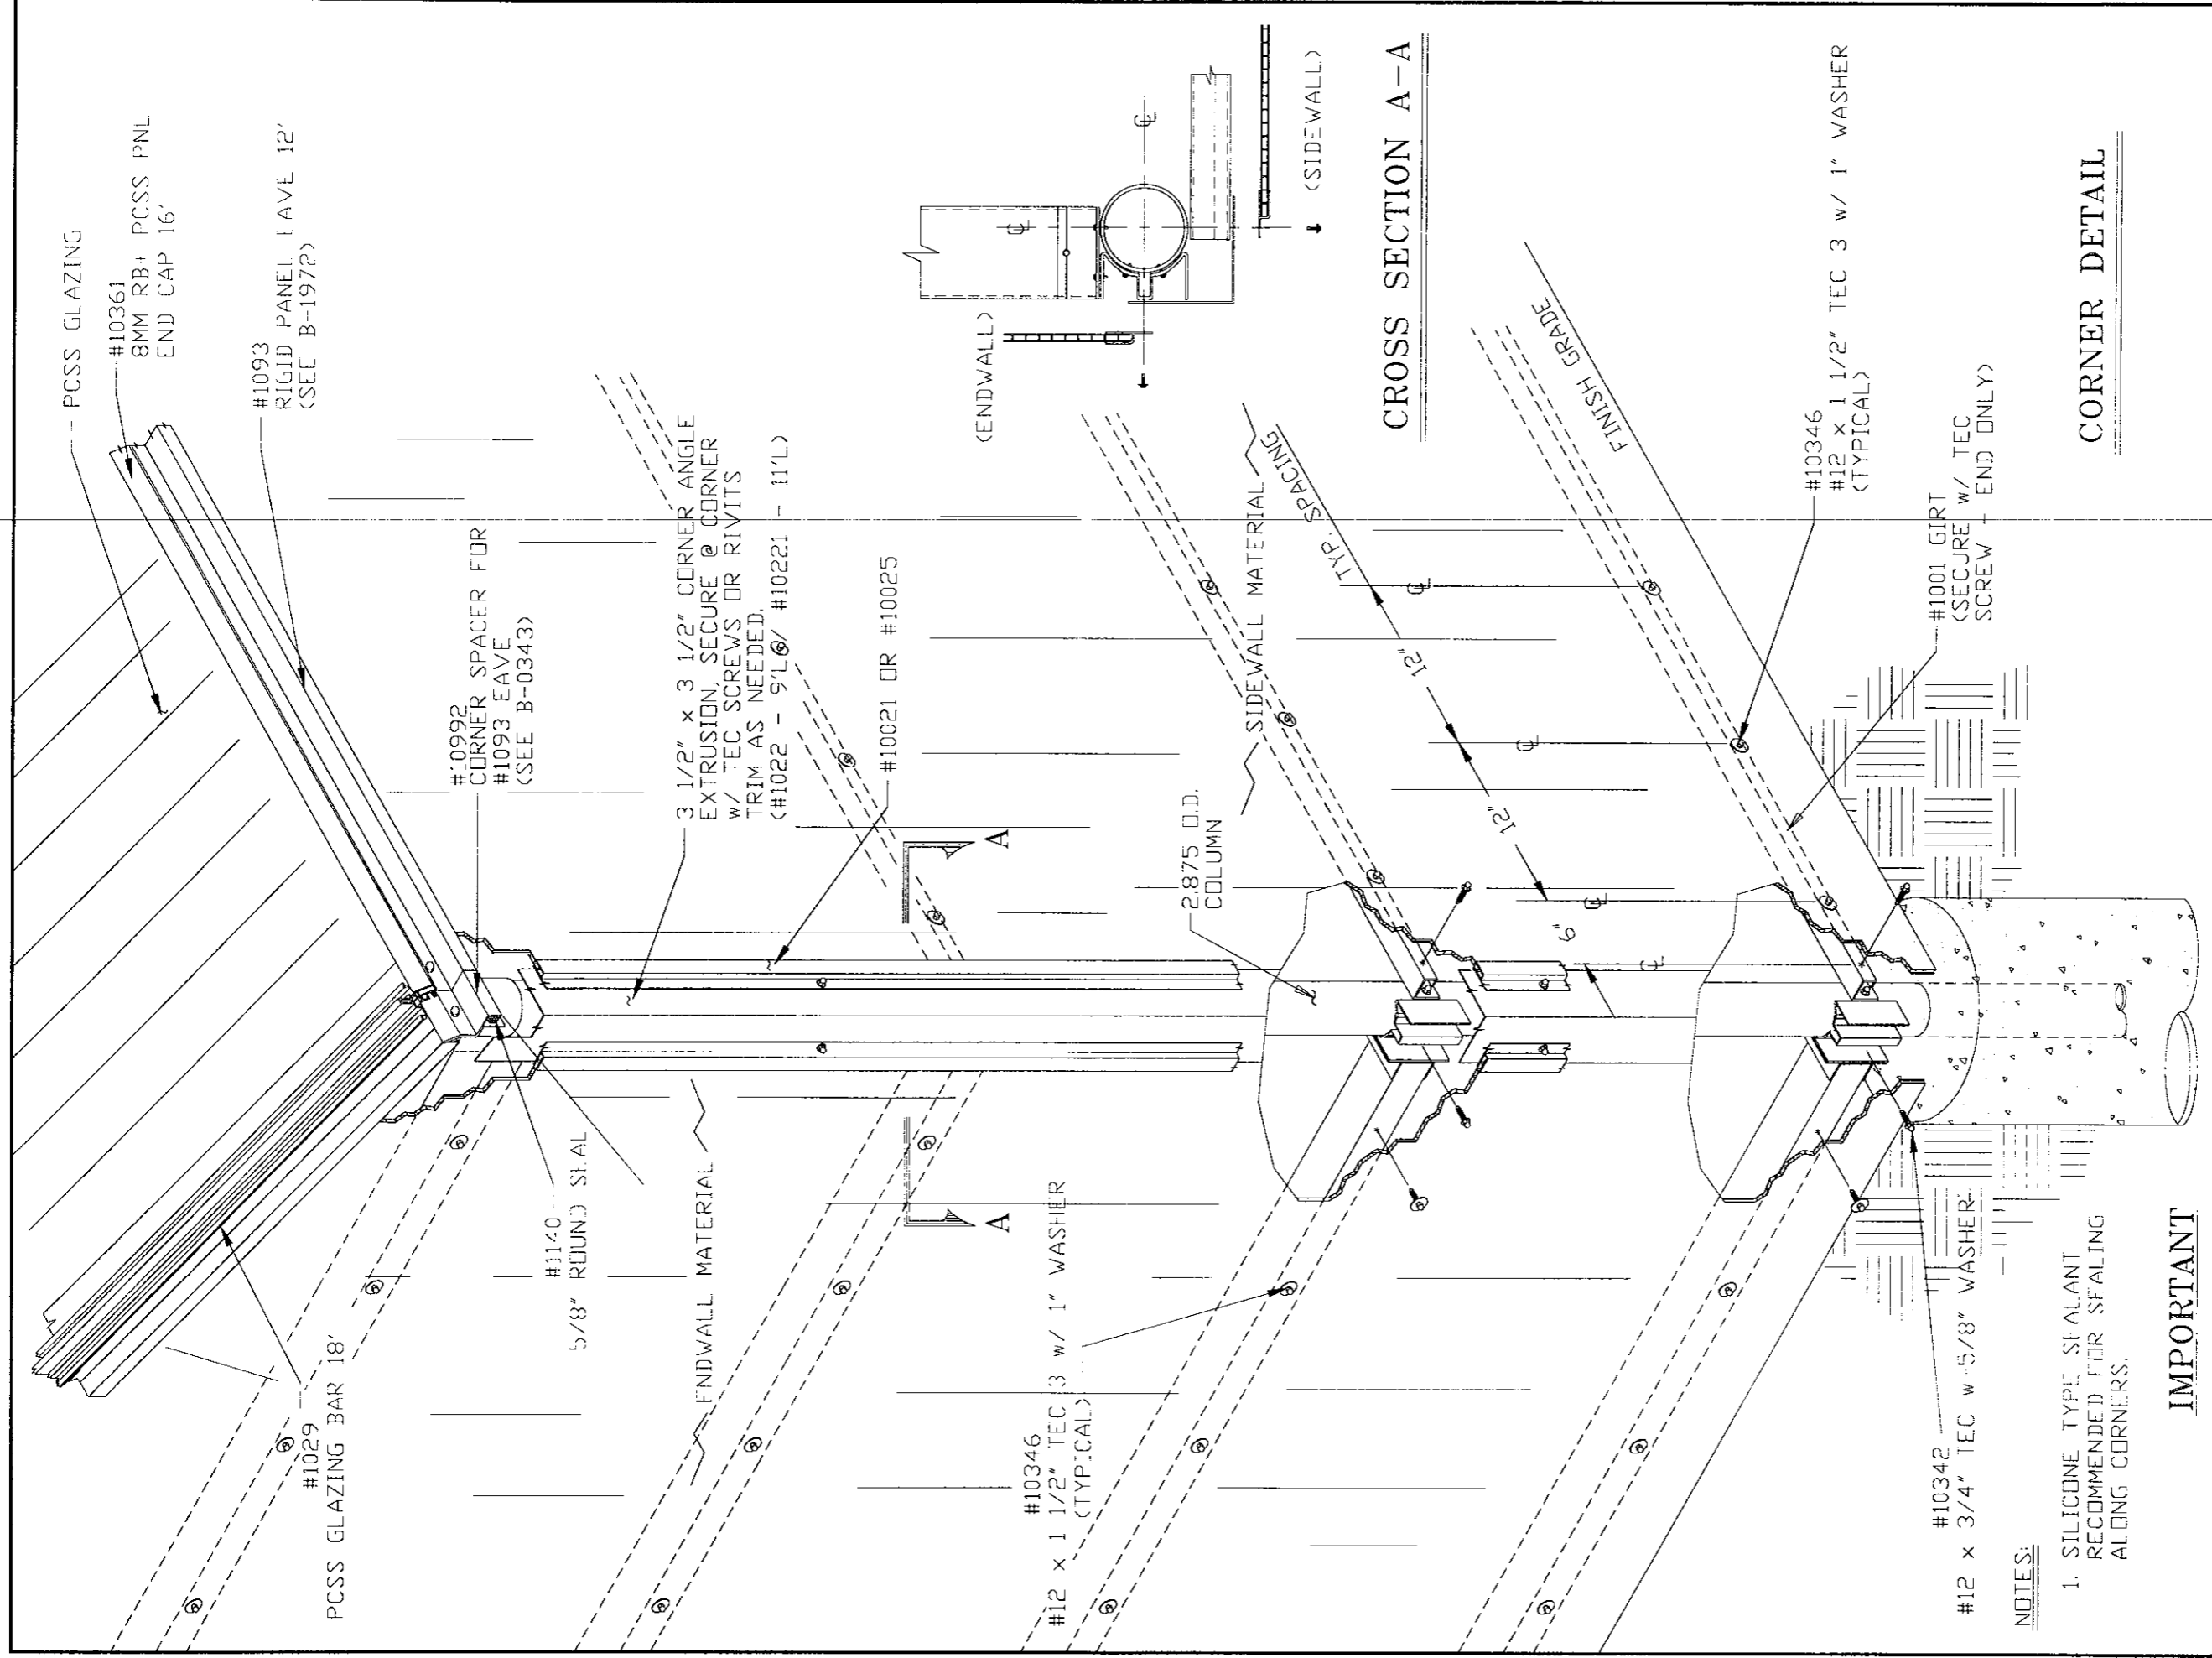 PCSS GLAZING
#10361
8MM RB+ PCSS PNL
END CAP 16'
#1093
RIGID PANEL EAVE 12'
(SEE B-1972)
#10992
CORNER SPACER FOR
#1093 EAVE
(SEE B-0343)
3 1/2" x 3 1/2" CORNER ANGLE
EXTRUSION, SECURE @ CORNER
W/ TEC SCREWS OR RIVITS
TRIM AS NEEDED.
(#1022 - 9'L@/ #10221 - 11'L)
#10021 OR #10025
#1029
PCSS GLAZING BAR 18'
#1140
5/8" ROUND SEAL
ENDWALL MATERIAL
A
A
2.875 O.D.
COLUMN
SIDEWALL MATERIAL
TYP. SPACING
12"
12"
6"
FINISH GRADE
#10346
#12 x 1 1/2" TEC 3 w/ 1" WASHER
(TYPICAL)
#10346
#12 x 1 1/2" TEC 3 w/ 1" WASHER
(TYPICAL)
#1001 GIRT
(SECURE w/ TEC
SCREW - END ONLY)
#10342
#12 x 3/4" TEC w 5/8" WASHER
(ENDWALL)
(SIDEWALL)
CROSS SECTION A-A
CORNER DETAIL
NOTES:
1. SILICONE TYPE SEALANT
RECOMMENDED FOR SEALING
ALONG CORNERS.
IMPORTANT